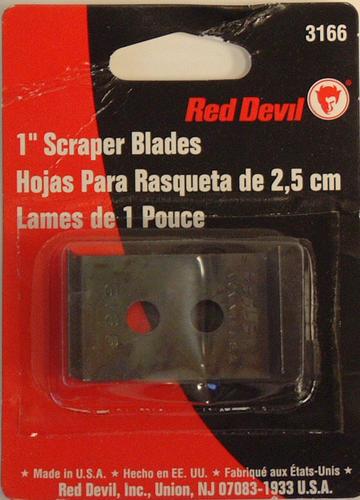 3166
Red Devil
1" Scraper Blades
Hojas Para Rasqueta de 2,5 cm
Lames de 1 Pouce
3166
★ Made in U.S.A. ★ Hecho en EE. UU. ★ Fabriqué aux États-Unis ★
Red Devil, Inc., Union, NJ 07083-1933 U.S.A.